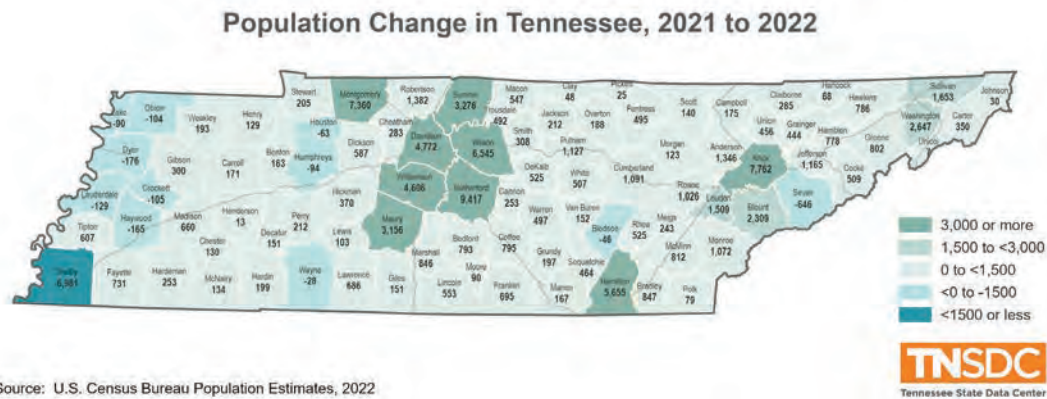 Population Change in Tennessee, 2021 to 2022
Stewart
205
Montgomery
7,360
Robertson
1,382
Sumner
3,276
Macon
547
Clay
48
25
Scott
140
Campbell
175
Claiborne
285
Hancock
68
Hawkins
786
Sullivan
1,653
Johnson
30
-90
Obion
-104
Weakley
193
Henry
129
Houston
-63
Cheatham
283
Davidson
4,772
492
Wilson
6,545
Smith
308
Jackson
212
Overton
188
Fentress
495
Union
456
Grainger
444
Hamblen
778
Greene
802
Washington
2,647
Carter
350
Dyer
-176
Gibson
300
Carroll
171
Benton
163
Humphreys
-94
Dickson
587
Putnam
1,127
Morgan
123
Anderson
1,346
Knox
7,762
Jefferson
1,165
Cocke
509
Lauderdale
-129
Crockett
-105
Hickman
370
Williamson
4,606
Rutherford
9,417
Cannon
253
DeKalb
525
White
507
Cumberland
1,091
Roane
1,026
Loudon
1,509
Blount
2,309
Sevier
-646
Tipton
607
Haywood
-165
Madison
660
Henderson
13
Decatur
151
Perry
212
Lewis
103
Maury
3,156
Warren
497
Van Buren
152
Bledsoe
-46
Rhea
525
Meigs
243
McMinn
812
Monroe
1,072
Shelby
6,981
Fayette
731
Hardeman
253
Chester
130
McNairy
134
Hardin
199
Wayne
-28
Lawrence
686
Giles
151
Marshall
846
Bedford
793
Moore
90
Lincoln
553
Coffee
795
Franklin
695
Grundy
197
Marion
167
Sequatchie
464
Hamilton
5,655
Bradley
847
Polk
79
3,000 or more
1,500 to <3,000
0 to <1,500
<0 to -1500
<1500 or less
TNSDC
Tennessee State Data Center
Source: U.S. Census Bureau Population Estimates, 2022